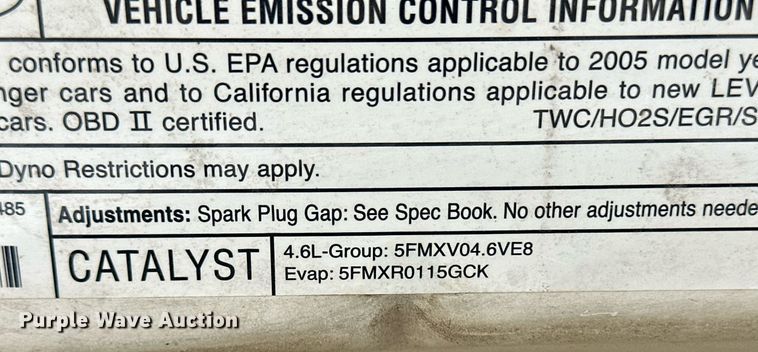 VEHICLE EMISSION CONTROL INFORMATION
conforms to U.S. EPA regulations applicable to 2005 model ye
nger cars and to California regulations applicable to new LEV
cars. OBD II certified. TWC/HO2S/EGR/S
Dyno Restrictions may apply.
485
Adjustments: Spark Plug Gap: See Spec Book. No other adjustments neede
CATALYST
4.6L-Group: 5FMXV04.6VE8
Evap: 5FMXR0115GCK
Purple Wave Auction